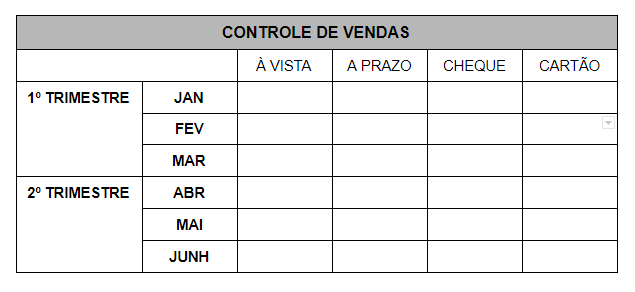 CONTROLE DE VENDAS
À VISTA A PRAZO CHEQUE CARTÃO
1º TRIMESTRE JAN
FEV
MAR
2º TRIMESTRE ABR
MAI
JUNH